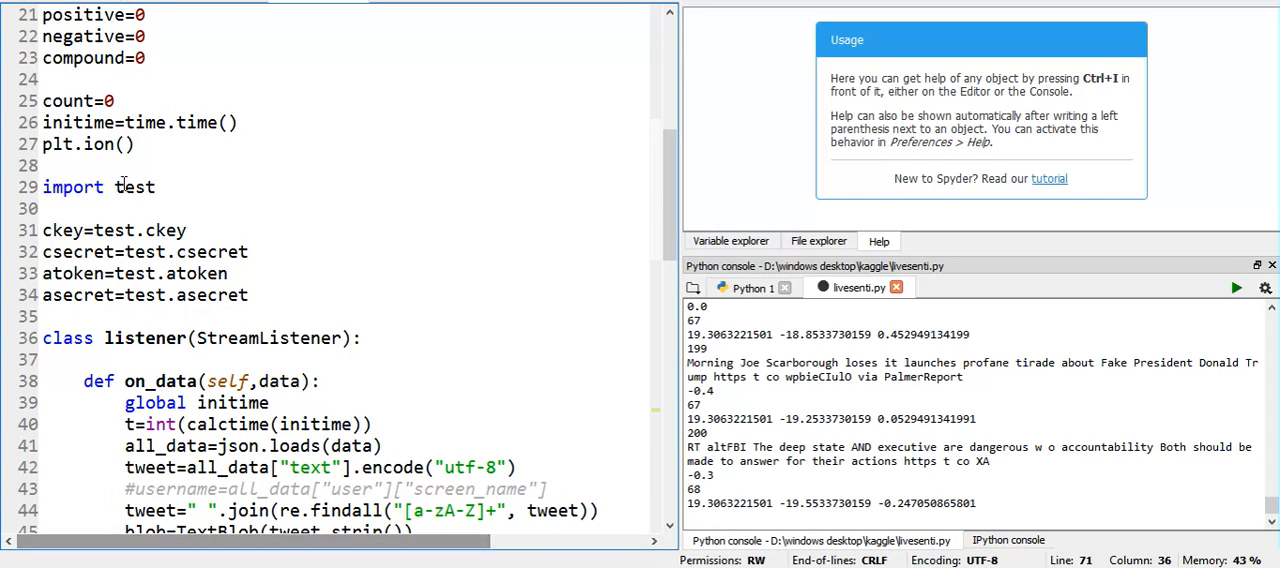 21 positive=0
22 negative=0
23 compound=0
24
25 count=0
26 initime=time.time()
27 plt.ion()
28
29 import test
30
31 ckey=test.ckey
32 csecret=test.csecret
33 atoken=test.atoken
34 asecret=test.asecret
35
36 class listener(StreamListener):
37
38 def on_data(self,data):
39 global initime
40 t=int(calctime(initime))
41 all_data=json.loads(data)
42 tweet=all_data["text"].encode("utf-8")
43 #username=all_data["user"]["screen_name"]
44 tweet=" ".join(re.findall("[a-zA-Z]+", tweet))
45 blob=TextBlob(tweet.strip())
Usage
Here you can get help of any object by pressing Ctrl+I in
front of it, either on the Editor or the Console.
Help can also be shown automatically after writing a left
parenthesis next to an object. You can activate this
behavior in Preferences > Help.
New to Spyder? Read our tutorial
Variable explorer File explorer Help
Python console - D:\windows desktop\kaggle\livesenti.py
Python 1 livesenti.py
0.0
67
19.3063221501 -18.8533730159 0.452949134199
199
Morning Joe Scarborough loses it launches profane tirade about Fake President Donald Tr
ump https t co wpbieCIulO via PalmerReport
-0.4
67
19.3063221501 -19.2533730159 0.0529491341991
200
RT altFBI The deep state AND executive are dangerous w o accountability Both should be
made to answer for their actions https t co XA
-0.3
68
19.3063221501 -19.5533730159 -0.247050865801
Python console - D:\windows desktop\kaggle\livesenti.py IPython console
Permissions: RW End-of-lines: CRLF Encoding: UTF-8 Line: 71 Column: 36 Memory: 43 %